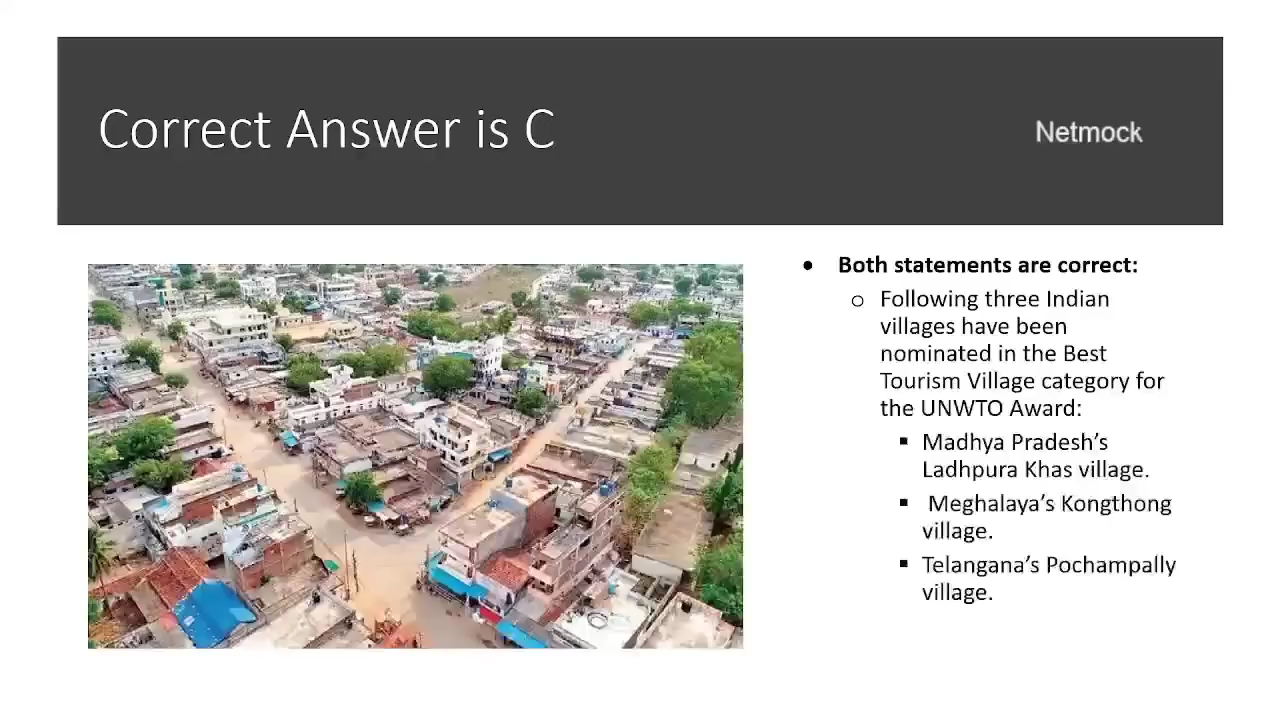 Correct Answer is C
Netmock
• Both statements are correct:
o Following three Indian
villages have been
nominated in the Best
Tourism Village category for
the UNWTO Award:
▪ Madhya Pradesh’s
Ladhpura Khas village.
▪ Meghalaya’s Kongthong
village.
▪ Telangana’s Pochampally
village.